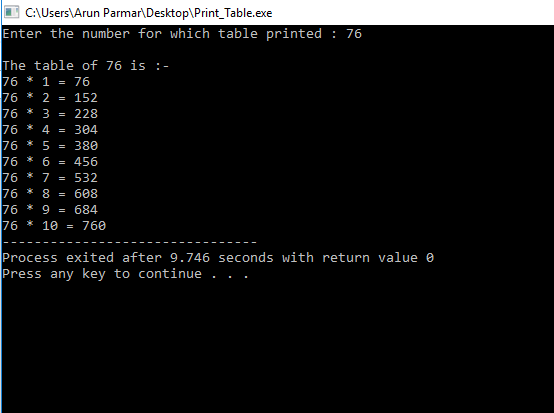 C:\Users\Arun Parmar\Desktop\Print_Table.exe
Enter the number for which table printed : 76
The table of 76 is :-
76 * 1 = 76
76 * 2 = 152
76 * 3 = 228
76 * 4 = 304
76 * 5 = 380
76 * 6 = 456
76 * 7 = 532
76 * 8 = 608
76 * 9 = 684
76 * 10 = 760
--------------------------------
Process exited after 9.746 seconds with return value 0
Press any key to continue . . .